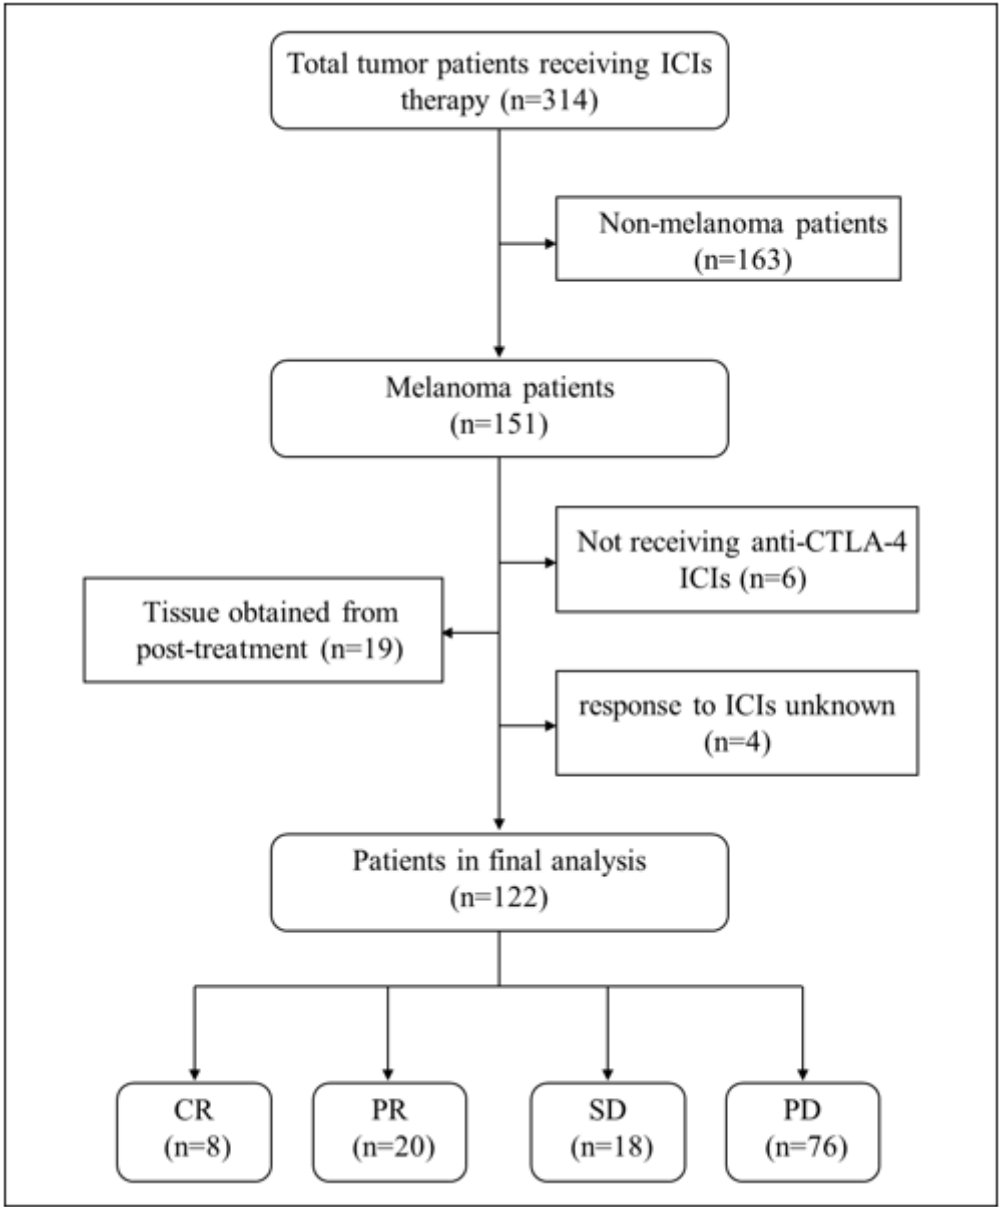 Total tumor patients receiving ICIs
therapy (n=314)
Non-melanoma patients
(n=163)
Melanoma patients
(n=151)
Not receiving anti-CTLA-4
ICIs (n=6)
Tissue obtained from
post-treatment (n=19)
response to ICIs unknown
(n=4)
Patients in final analysis
(n=122)
CR
(n=8)
PR
(n=20)
SD
(n=18)
PD
(n=76)